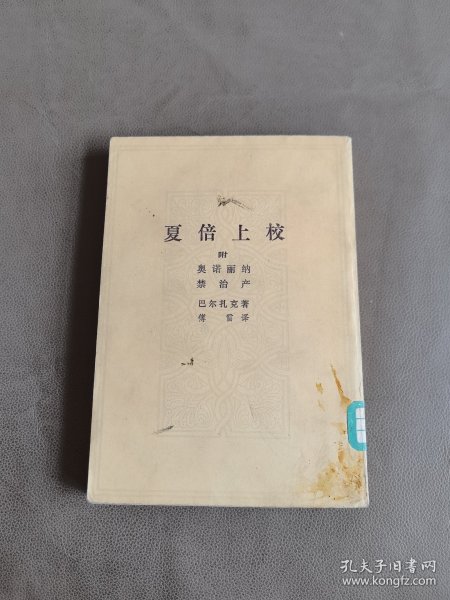 夏倍上校
附
奥诺丽纳
禁治产
巴尔扎克著
傅雷译
孔夫子旧书网
www.kongfz.com